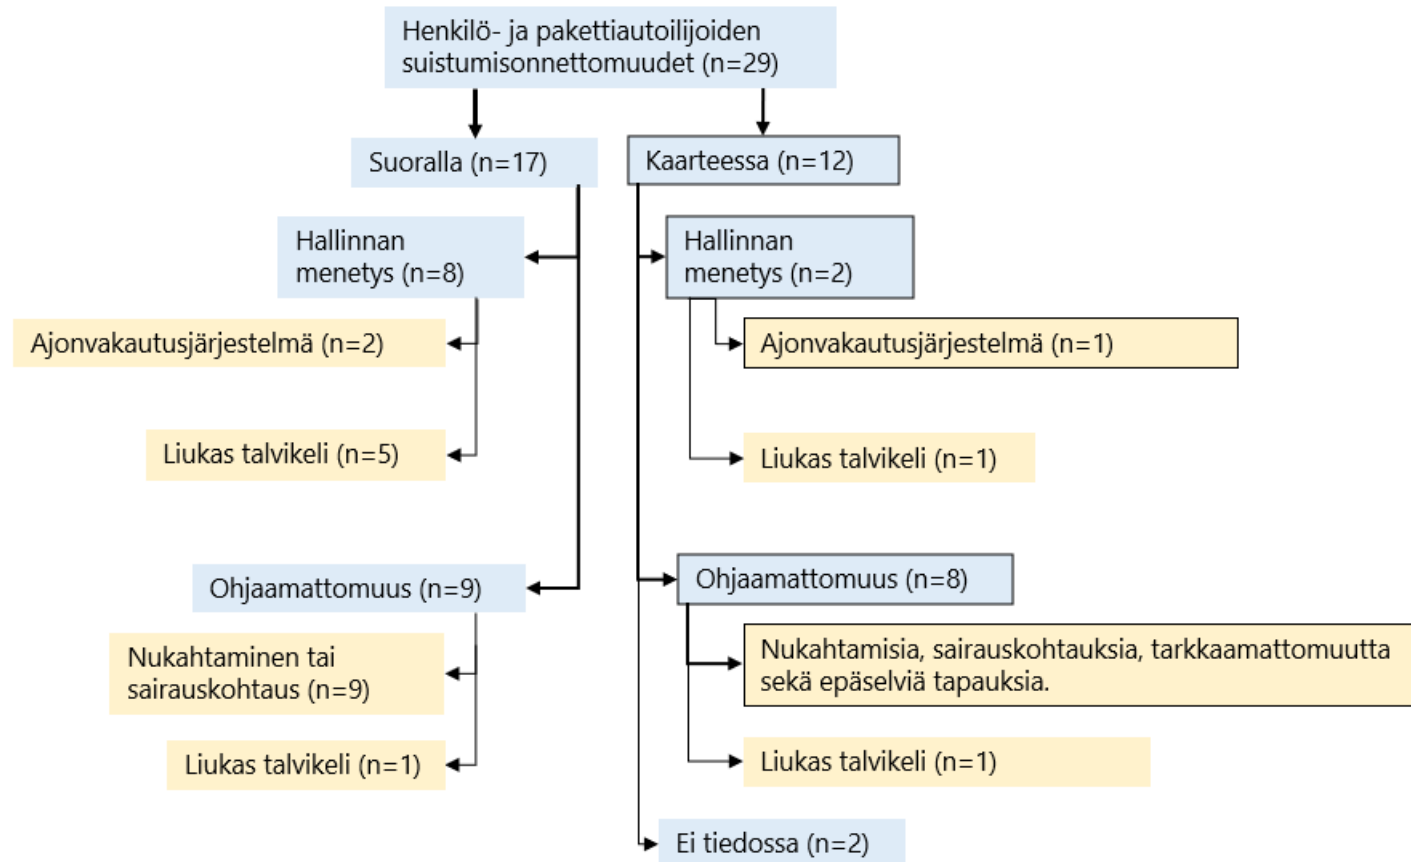 Henkilö- ja pakettiautoilijoiden
suistumisonnettomuudet (n=29)
Suoralla (n=17)
Kaarteessa (n=12)
Hallinnan
menetys (n=8)
Hallinnan
menetys (n=2)
Ajonvakautusjärjestelmä (n=2)
Ajonvakautusjärjestelmä (n=1)
Liukas talvikeli (n=5)
Liukas talvikeli (n=1)
Ohjaamattomuus (n=9)
Ohjaamattomuus (n=8)
Nukahtaminen tai
sairauskohtaus (n=9)
Nukahtamisia, sairauskohtauksia, tarkkaamattomuutta
sekä epäselviä tapauksia.
Liukas talvikeli (n=1)
Liukas talvikeli (n=1)
Ei tiedossa (n=2)